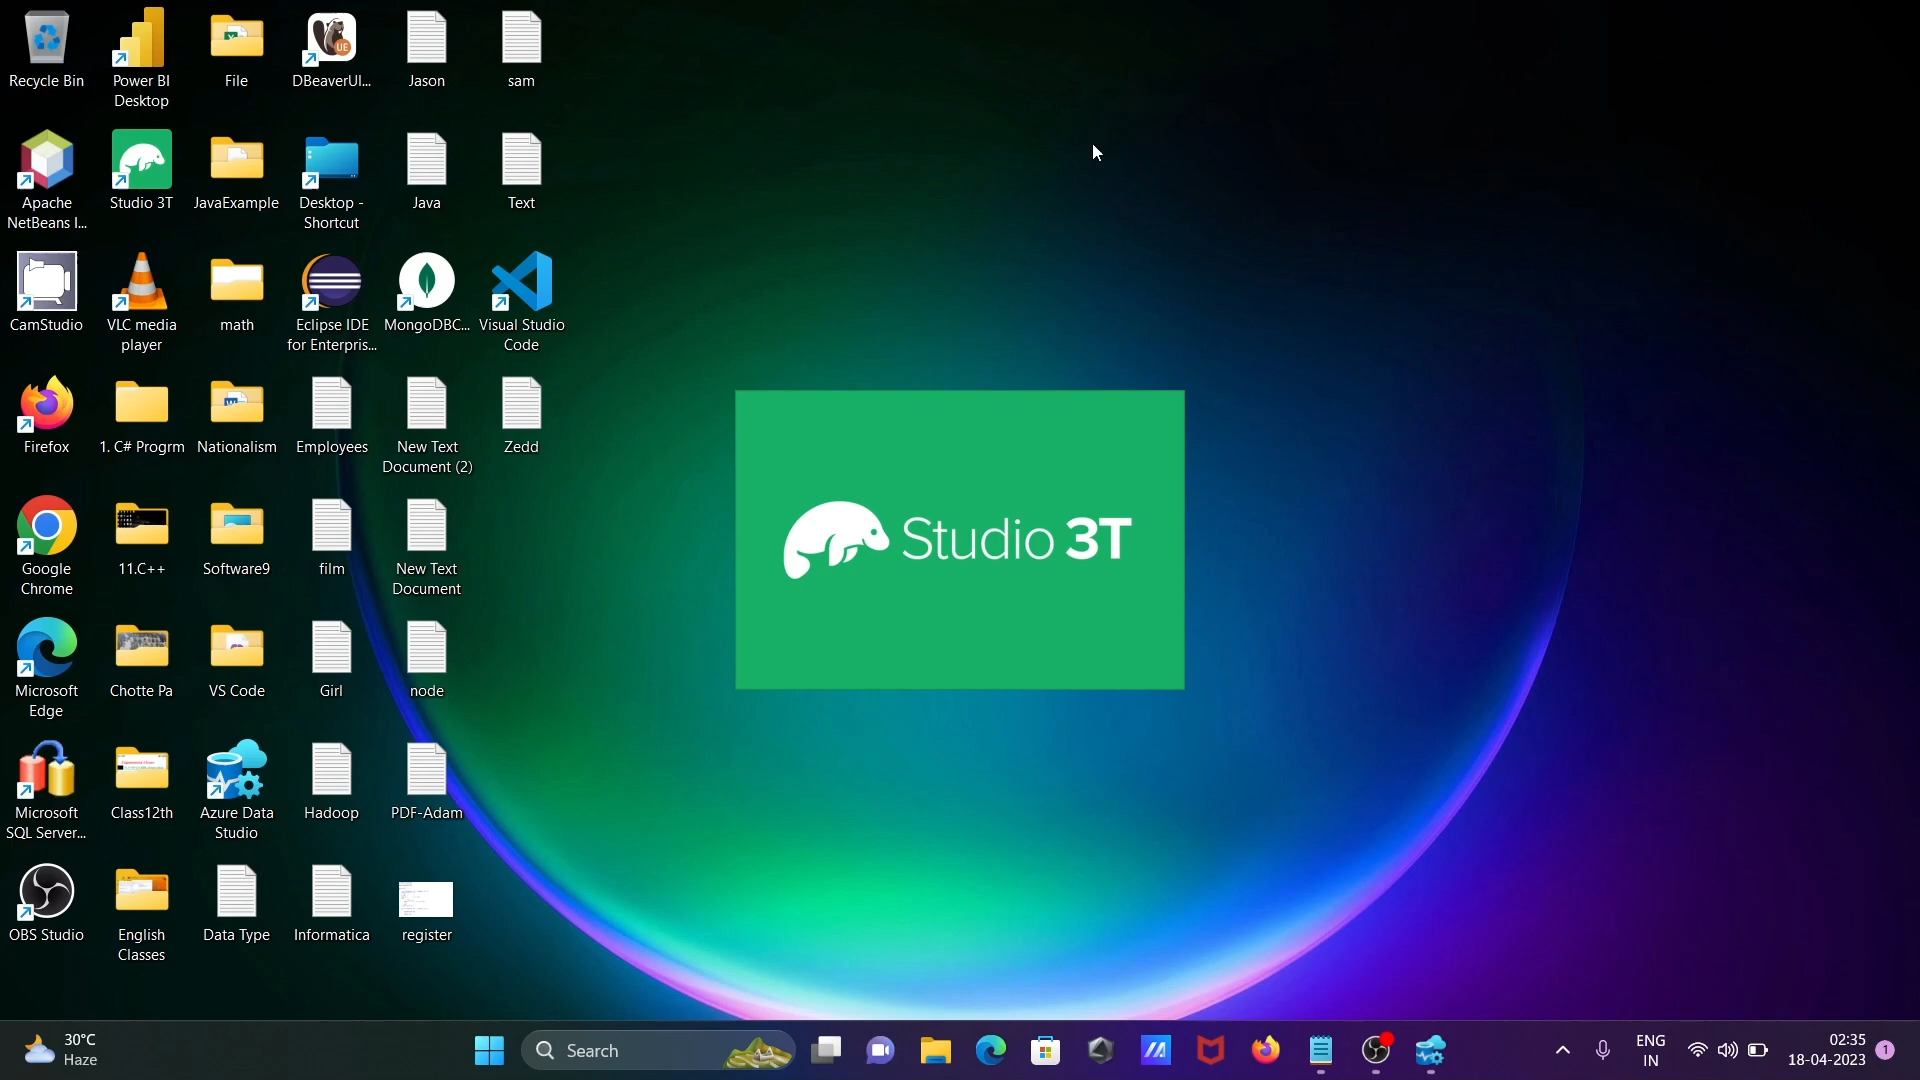 Recycle Bin
Power BI
Desktop
File
DBeaverUl...
Jason
sam
Apache
NetBeans I...
Studio 3T
JavaExample
Desktop -
Shortcut
Java
Text
CamStudio
VLC media
player
math
Eclipse IDE
for Enterpris...
MongoDBC...
Visual Studio
Code
Firefox
1. C# Progrm
Nationalism
Employees
New Text
Document (2)
Zedd
Google
Chrome
11.C++
Software9
film
New Text
Document
Microsoft
Edge
Chotte Pa
VS Code
Girl
node
Microsoft
SQL Server...
Class12th
Azure Data
Studio
Hadoop
PDF-Adam
OBS Studio
English
Classes
Data Type
Informatica
register
Studio 3T
30°C
Haze
Search
ENG
IN
02:35
18-04-2023
1